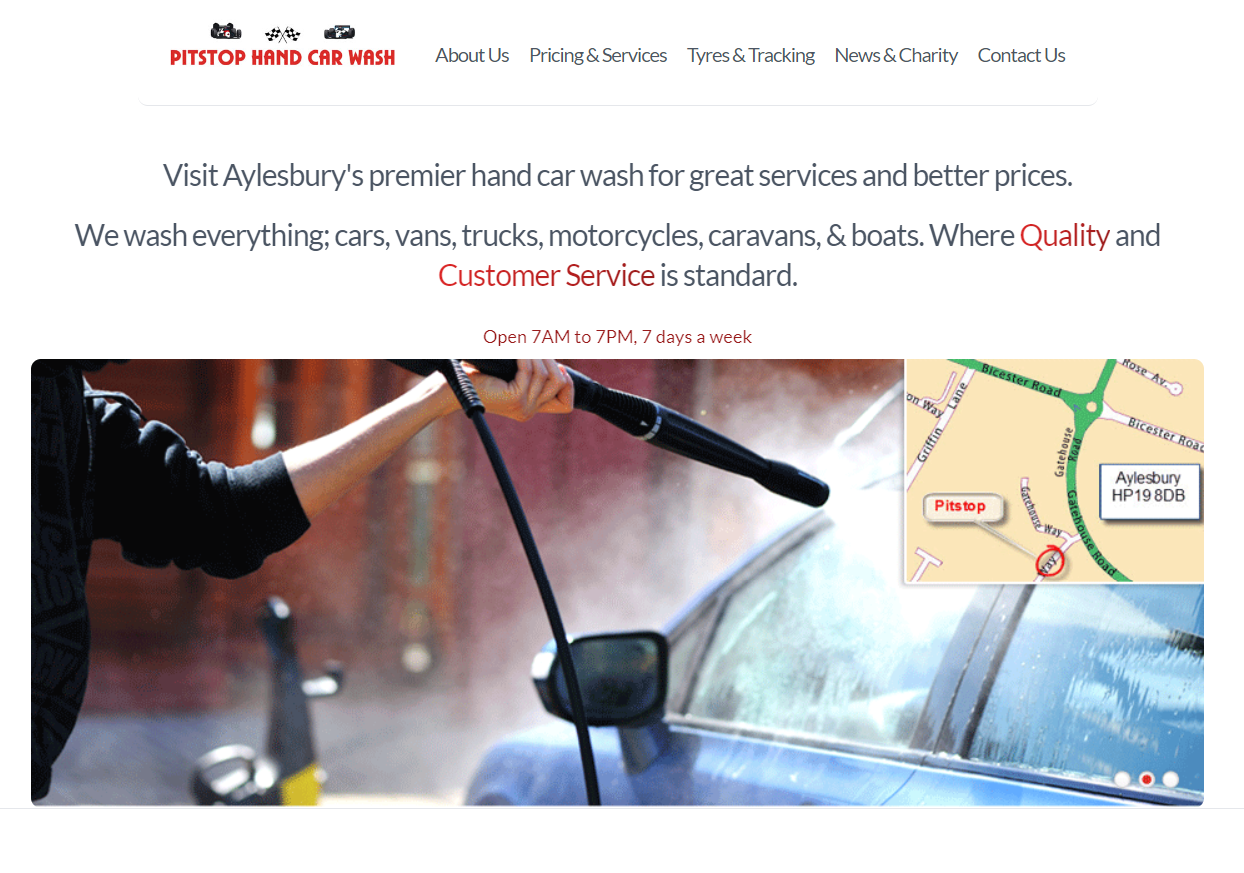 PITSTOP HAND CAR WASH
About Us Pricing & Services Tyres & Tracking News & Charity Contact Us
Visit Aylesbury's premier hand car wash for great services and better prices.
We wash everything; cars, vans, trucks, motorcycles, caravans, & boats. Where Quality and
Customer Service is standard.
Open 7AM to 7PM, 7 days a week
Bicester Road
Rose Av.
on Way
Griffin Lane
Bicester Road
Gatehouse Road
Aylesbury
HP19 8DB
Pitstop
Gatehouse Way
Gatehouse Road
Way